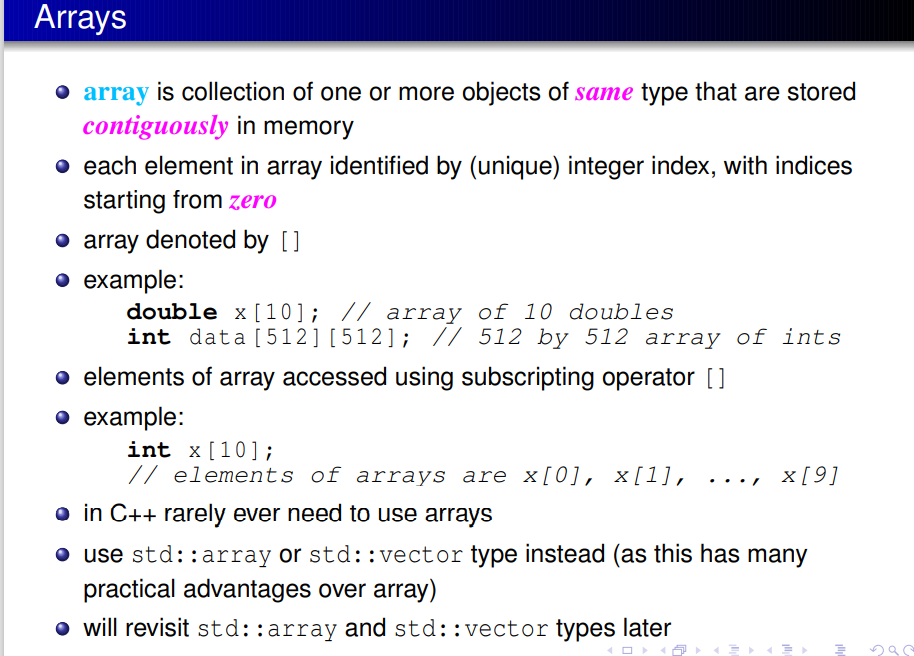 Arrays
array is collection of one or more objects of same type that are stored
contiguously in memory
each element in array identified by (unique) integer index, with indices
starting from zero
array denoted by []
example:
double x[10]; // array of 10 doubles
int data[512][512]; // 512 by 512 array of ints
elements of array accessed using subscripting operator []
example:
int x[10];
// elements of arrays are x[0], x[1], ..., x[9]
in C++ rarely ever need to use arrays
use std::array or std::vector type instead (as this has many
practical advantages over array)
will revisit std::array and std::vector types later